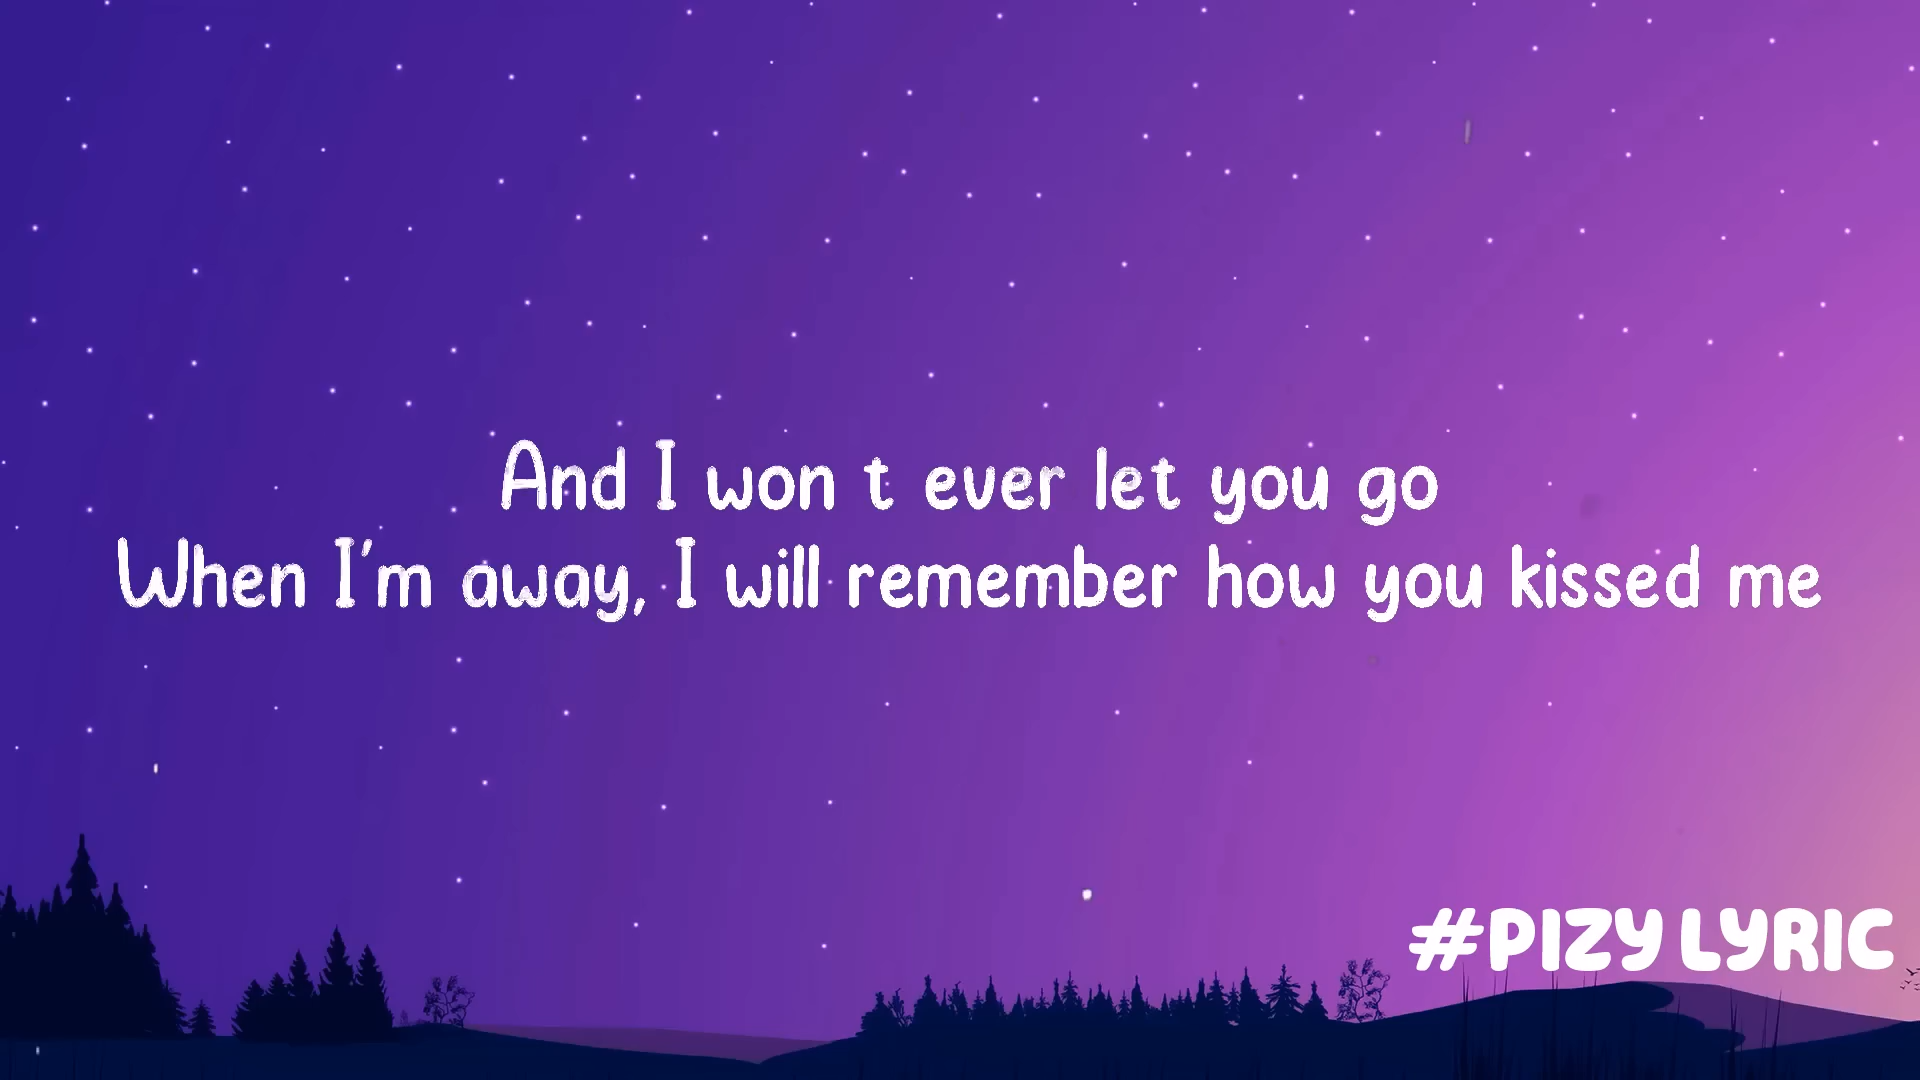 And I won t ever let you go
When I'm away, I will remember how you kissed me
#PIZY LYRIC